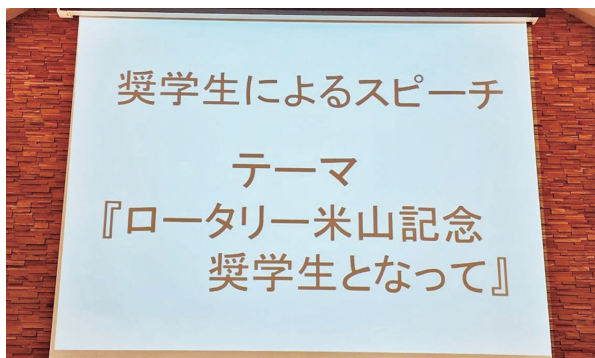 奨学生によるスピーチ
テーマ
『ロータリー米山記念
奨学生となって』